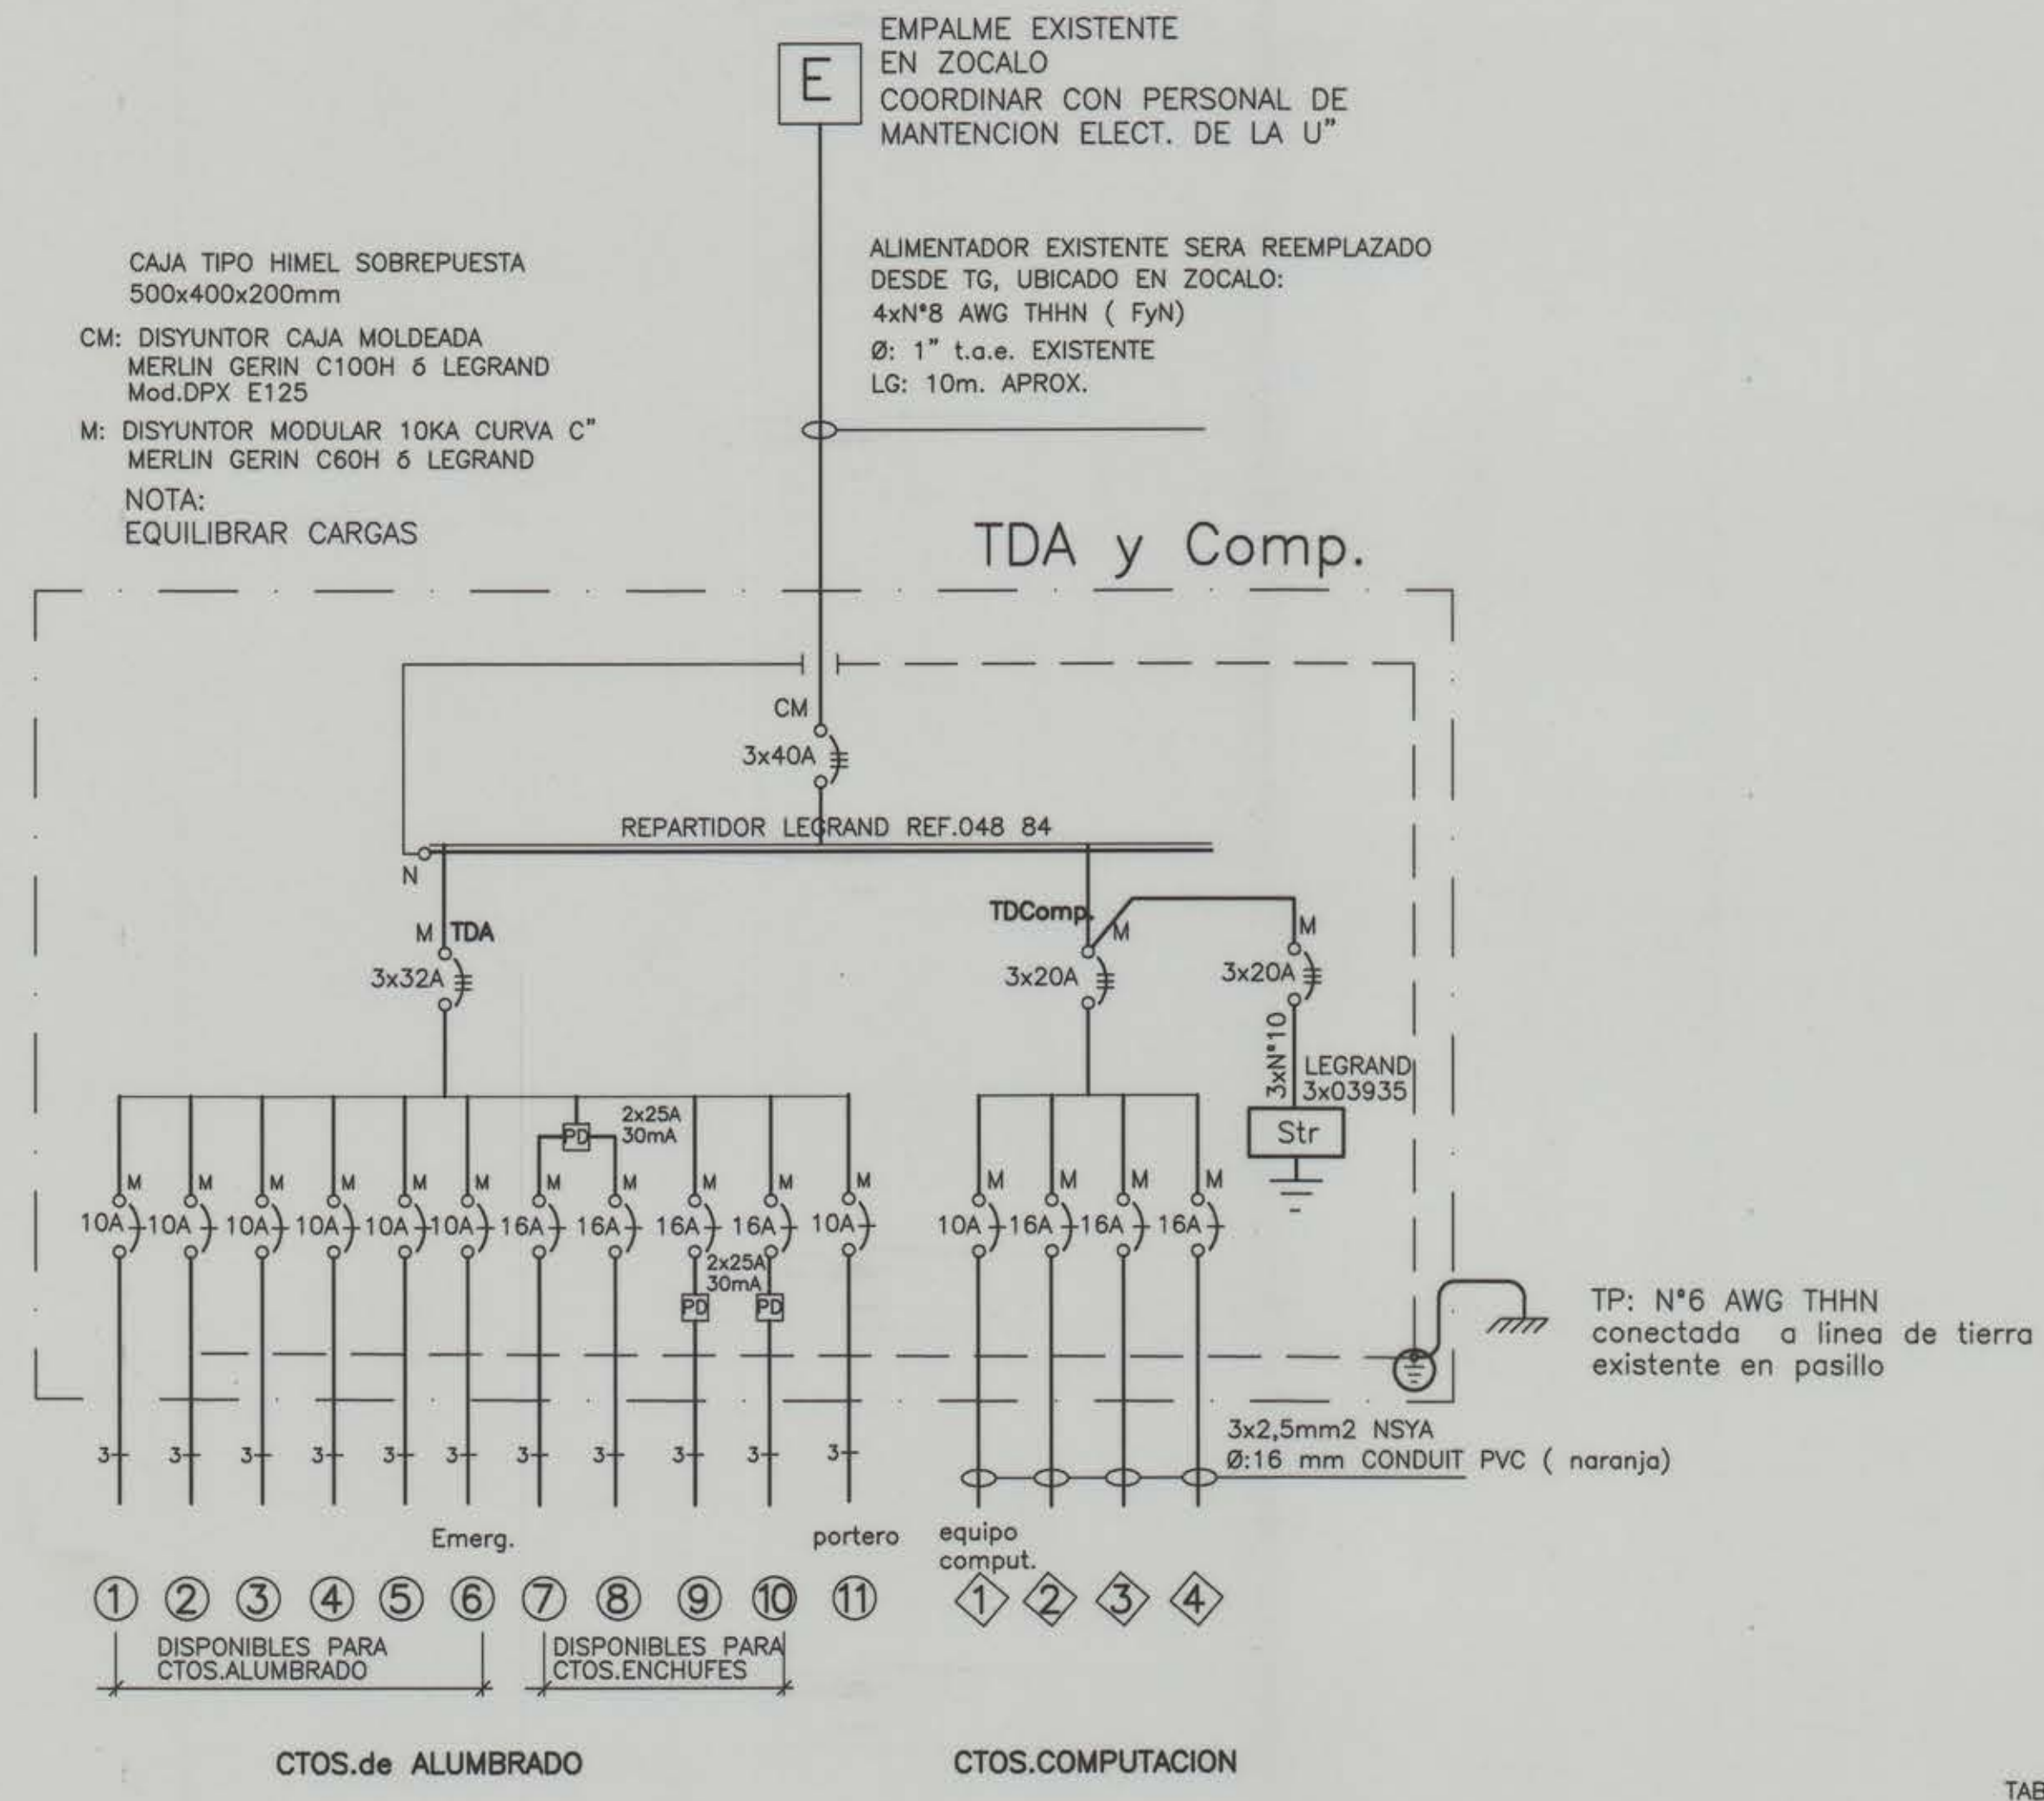 E
EMPALME EXISTENTE
EN ZOCALO
COORDINAR CON PERSONAL DE
MANTENCION ELECT. DE LA U"
CAJA TIPO HIMEL SOBREPUESTA
500x400x200mm
CM: DISYUNTOR CAJA MOLDEADA
MERLIN GERIN C100H ó LEGRAND
Mod.DPX E125
M: DISYUNTOR MODULAR 10KA CURVA C"
MERLIN GERIN C60H ó LEGRAND
NOTA:
EQUILIBRAR CARGAS
ALIMENTADOR EXISTENTE SERA REEMPLAZADO
DESDE TG, UBICADO EN ZOCALO:
4xN°8 AWG THHN ( FyN)
Ø: 1" t.a.e. EXISTENTE
LG: 10m. APROX.
TDA y Comp.
CM
3x40A
REPARTIDOR LEGRAND REF.048 84
N
M TDA
3x32A
TDComp.
M
3x20A
M
3x20A
3xN°10
LEGRAND
3x03935
Str
2x25A
30mA
PD
M M M M M M M M M M M
10A 10A 10A 10A 10A 10A 16A 16A 16A 16A 10A
2x25A
30mA
PD PD
M M M M
10A 16A 16A 16A
TP: N°6 AWG THHN
conectada a linea de tierra
existente en pasillo
3 3 3 3 3 3 3 3 3 3 3
3x2,5mm2 NSYA
Ø:16 mm CONDUIT PVC ( naranja)
Emerg.
portero
equipo
comput.
1 2 3 4 5 6 7 8 9 10 11
1 2 3 4
DISPONIBLES PARA
CTOS.ALUMBRADO
DISPONIBLES PARA
CTOS.ENCHUFES
CTOS.de ALUMBRADO
CTOS.COMPUTACION
TAB